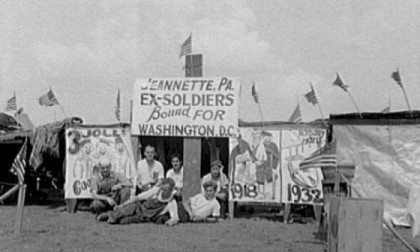 JEANNETTE, PA.
EX-SOLDIERS
Bound FOR
WASHINGTON, D.C.
3 JOLLY
1918
1932